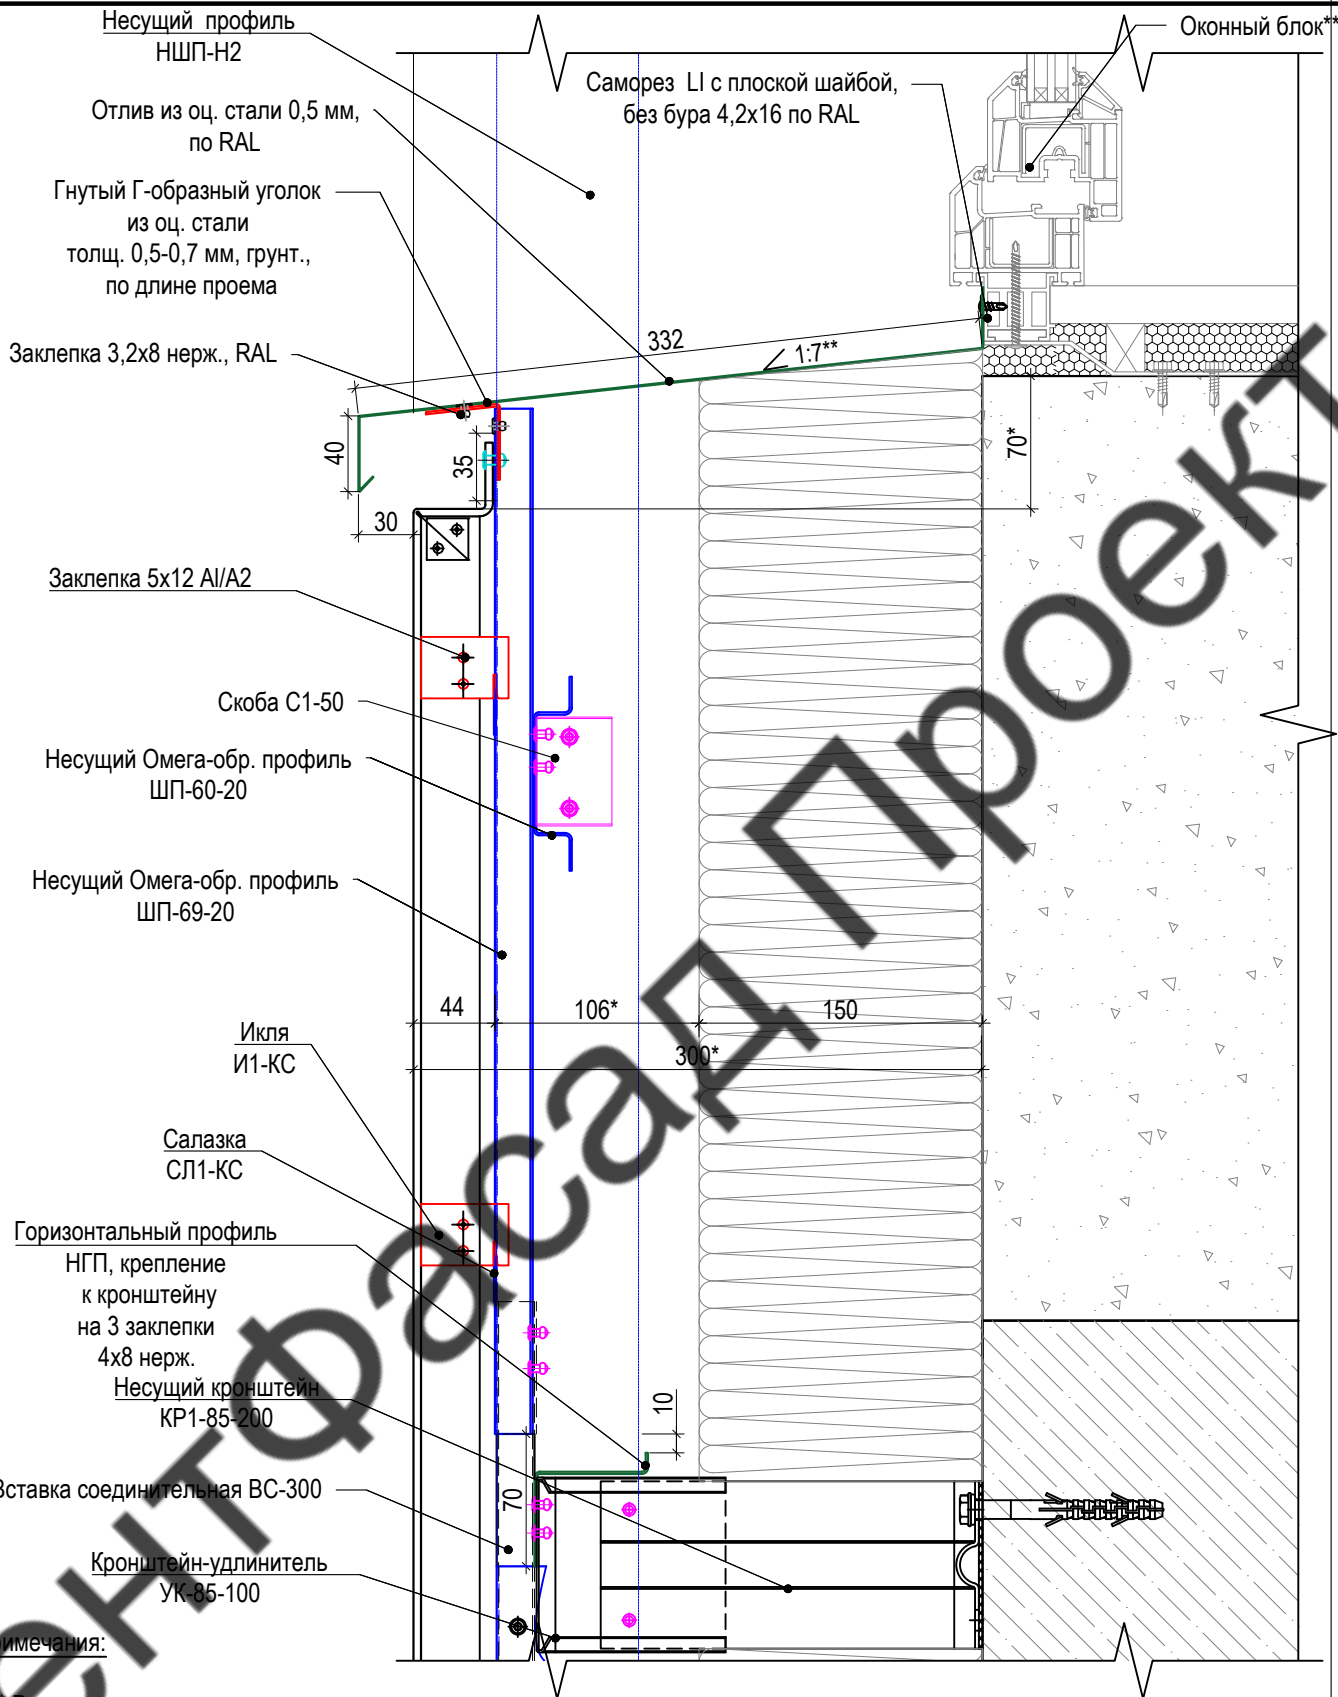 Несущий профиль
НШП-Н2
Оконный блок**
Саморез LI с плоской шайбой,
без бура 4,2х16 по RAL
Отлив из оц. стали 0,5 мм,
по RAL
Гнутый Г-образный уголок
из оц. стали
толщ. 0,5-0,7 мм, грунт.,
по длине проема
Заклепка 3,2х8 нерж., RAL
332
1:7**
40
35
70*
30
Заклепка 5х12 Al/A2
Скоба С1-50
Несущий Омега-обр. профиль
ШП-60-20
Несущий Омега-обр. профиль
ШП-69-20
44
106*
150
300*
Икля
И1-КС
Салазка
СЛ1-КС
Горизонтальный профиль
НГП, крепление
к кронштейну
на 3 заклепки
4х8 нерж.
Несущий кронштейн
КР1-85-200
10
Вставка соединительная ВС-300
70
Кронштейн-удлинитель
УК-85-100
римечания:
ентФасад Проект